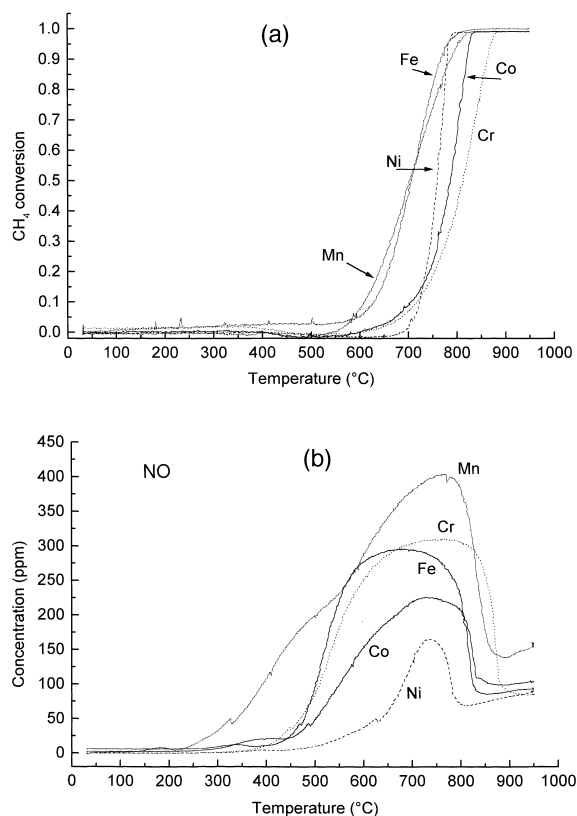 (a)
CH4 conversion
1.0
0.9
0.8
0.7
0.6
0.5
0.4
0.3
0.2
0.1
0.0
Fe
Co
Cr
Ni
Mn
0 100 200 300 400 500 600 700 800 900 1000
Temperature (°C)
(b)
NO
Concentration (ppm)
450
400
350
300
250
200
150
100
50
0
Mn
Cr
Fe
Co
Ni
0 100 200 300 400 500 600 700 800 900 1000
Temperature (°C)